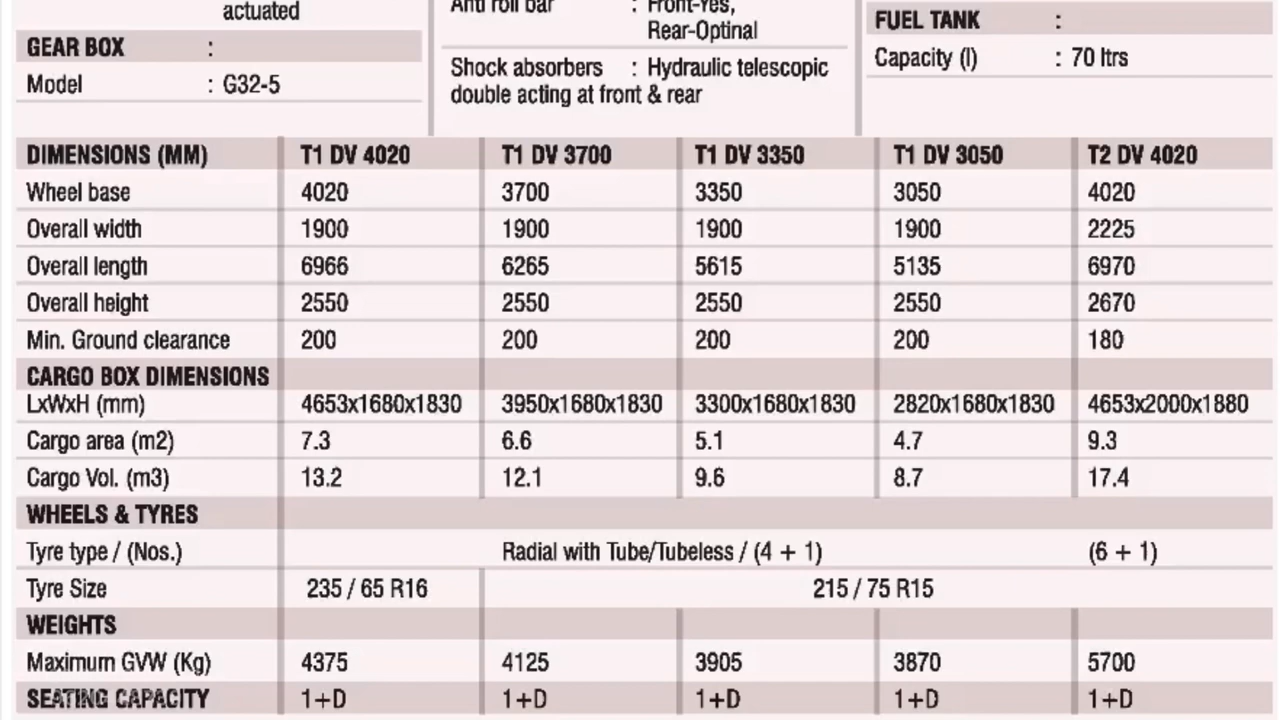 actuated
GEAR BOX :
Model : G32-5
Anti roll bar : Front-Yes,
Rear-Optinal
Shock absorbers : Hydraulic telescopic
double acting at front & rear
FUEL TANK :
Capacity (l) : 70 ltrs
DIMENSIONS (MM) T1 DV 4020 T1 DV 3700 T1 DV 3350 T1 DV 3050 T2 DV 4020
Wheel base 4020 3700 3350 3050 4020
Overall width 1900 1900 1900 1900 2225
Overall length 6966 6265 5615 5135 6970
Overall height 2550 2550 2550 2550 2670
Min. Ground clearance 200 200 200 200 180
CARGO BOX DIMENSIONS
LxWxH (mm) 4653x1680x1830 3950x1680x1830 3300x1680x1830 2820x1680x1830 4653x2000x1880
Cargo area (m2) 7.3 6.6 5.1 4.7 9.3
Cargo Vol. (m3) 13.2 12.1 9.6 8.7 17.4
WHEELS & TYRES
Tyre type / (Nos.) Radial with Tube/Tubeless / (4 + 1) (6 + 1)
Tyre Size 235 / 65 R16 215 / 75 R15
WEIGHTS
Maximum GVW (Kg) 4375 4125 3905 3870 5700
SEATING CAPACITY 1+D 1+D 1+D 1+D 1+D